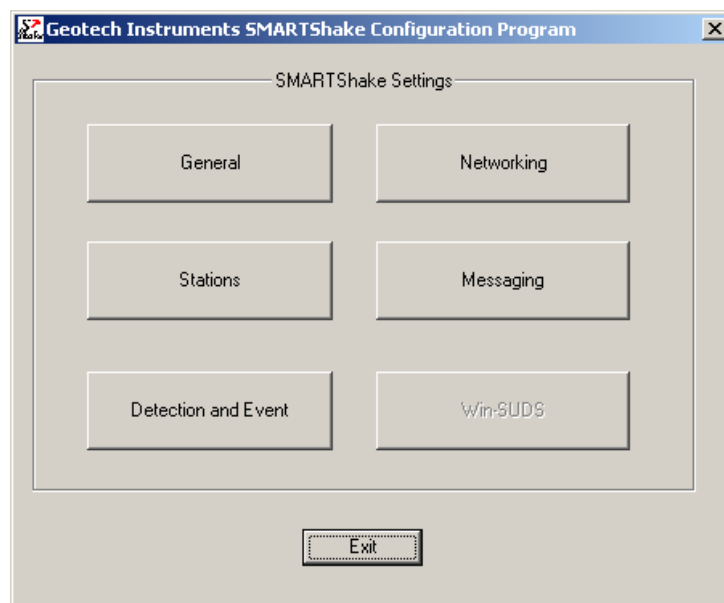 Geotech Instruments SMARTShake Configuration Program
SMARTShake Settings
General
Networking
Stations
Messaging
Detection and Event
Win-SUDS
Exit